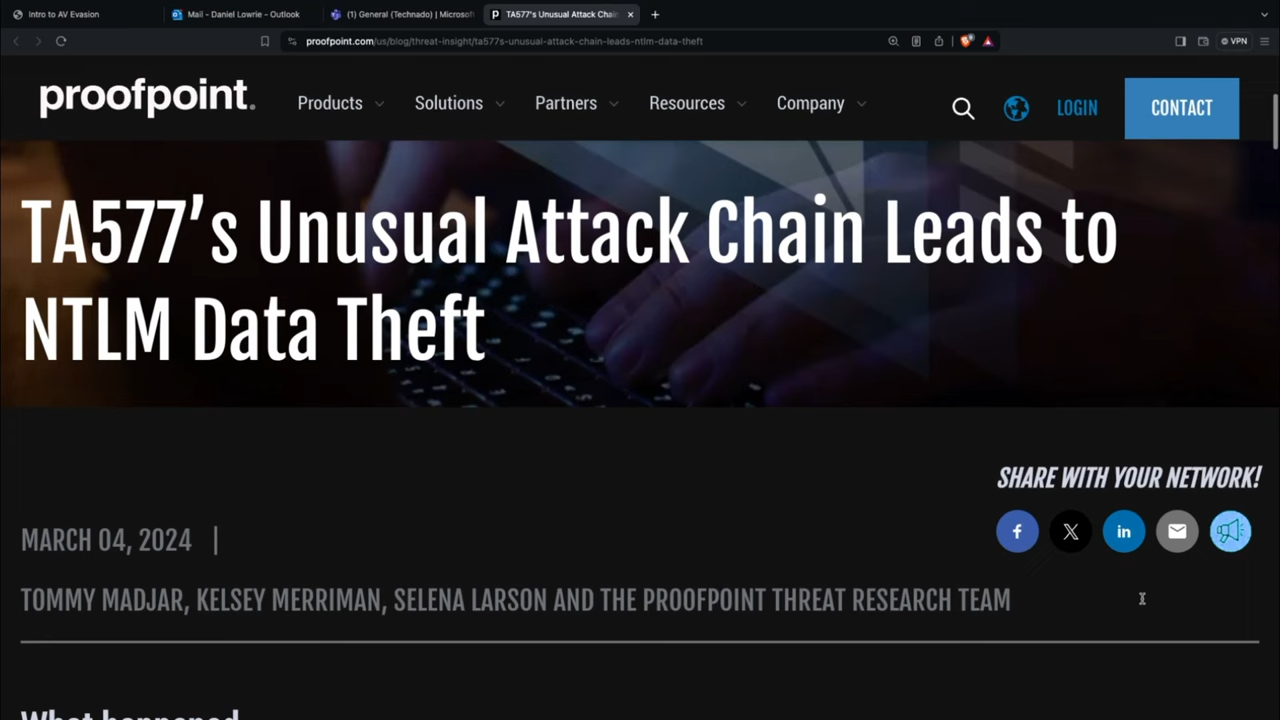 Intro to AV Evasion
Mail - Daniel Lowrie - Outlook
(1) General (Technado) | Microsoft
TA577's Unusual Attack Chain
proofpoint.com/us/blog/threat-insight/ta577s-unusual-attack-chain-leads-ntlm-data-theft
VPN
proofpoint.
Products
Solutions
Partners
Resources
Company
LOGIN
CONTACT
TA577's Unusual Attack Chain Leads to
NTLM Data Theft
SHARE WITH YOUR NETWORK!
MARCH 04, 2024 |
TOMMY MADJAR, KELSEY MERRIMAN, SELENA LARSON AND THE PROOFPOINT THREAT RESEARCH TEAM
What happened